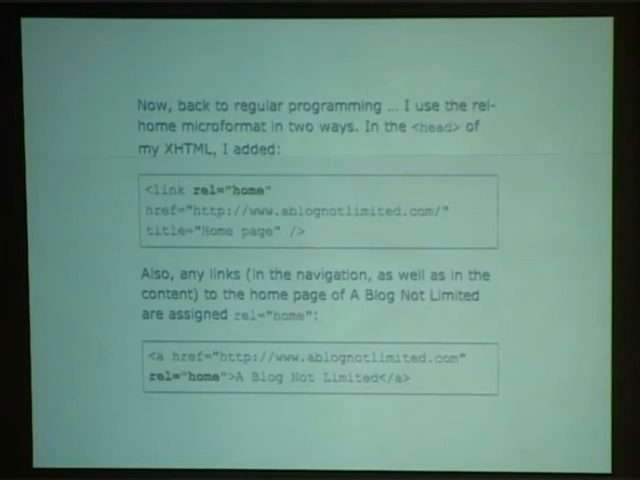 Now, back to regular programming ... I use the rel-
home microformat in two ways. In the <head> of
my XHTML, I added:
<link rel="home"
href="http://www.ablognotlimited.com/"
title="Home page" />
Also, any links (in the navigation, as well as in the
content) to the home page of A Blog Not Limited
are assigned rel="home":
<a href="http://www.ablognotlimited.com"
rel="home">A Blog Not Limited</a>